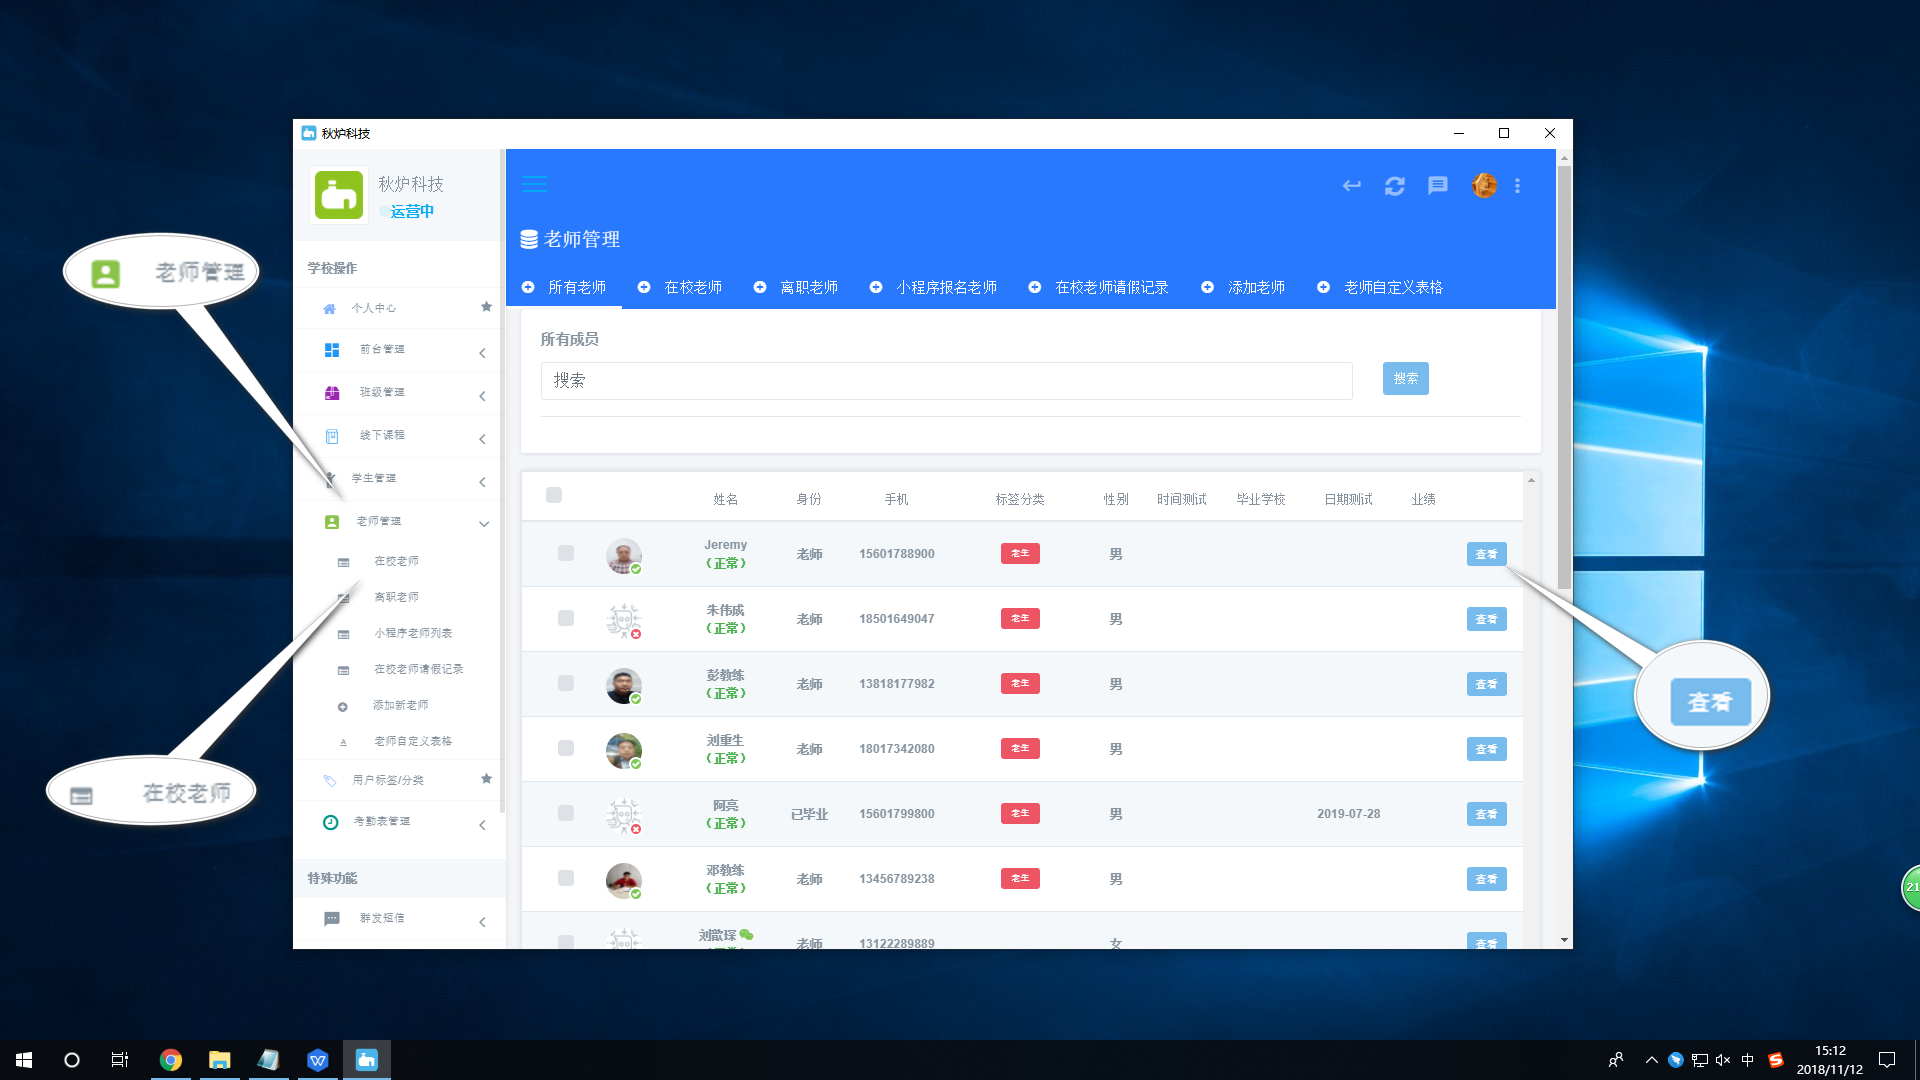 秋炉科技
秋炉科技
运营中
学校操作
个人中心
前台管理
班级管理
线下课程
学生管理
老师管理
在校老师
离职老师
小程序老师列表
在校老师请假记录
添加新老师
老师自定义表格
用户标签/分类
考勤表管理
特殊功能
群发短信
老师管理
在校老师
老师管理
所有老师 在校老师 离职老师 小程序报名老师 在校老师请假记录 添加老师 老师自定义表格
所有成员
搜索 搜索
姓名 身份 手机 标签分类 性别 时间测试 毕业学校 日期测试 业绩
Jeremy
(正常) 老师 15601788900 老生 男 查看
朱伟成
(正常) 老师 18501649047 老生 男 查看
彭教练
(正常) 老师 13818177982 老生 男 查看
刘重生
(正常) 老师 18017342080 老生 男 查看
阿亮
(正常) 已毕业 15601799800 老生 男 2019-07-28 查看
邓教练
(正常) 老师 13456789238 老生 男 查看
刘歆琛 老师 13122289889 女 查看
查看
21
中
15:12
2018/11/12